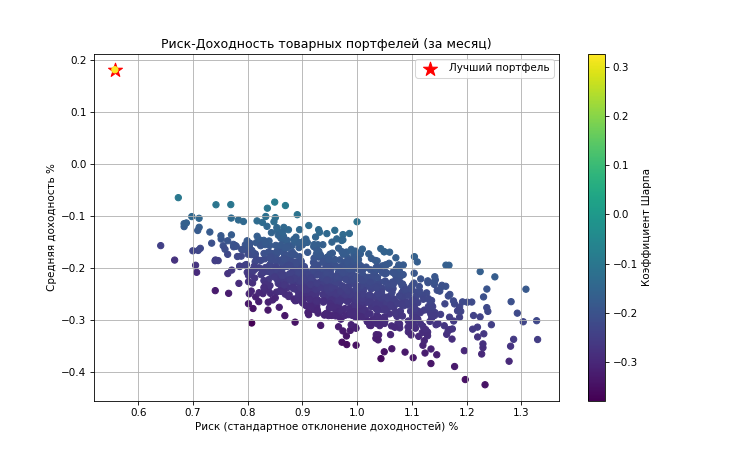 Риск-Доходность товарных портфелей (за месяц)
Лучший портфель
0.2
0.1
0.0
−0.1
−0.2
−0.3
−0.4
Средняя доходность %
0.6 0.7 0.8 0.9 1.0 1.1 1.2 1.3
Риск (стандартное отклонение доходностей) %
0.3
0.2
0.1
0.0
−0.1
−0.2
−0.3
Коэффициент Шарпа